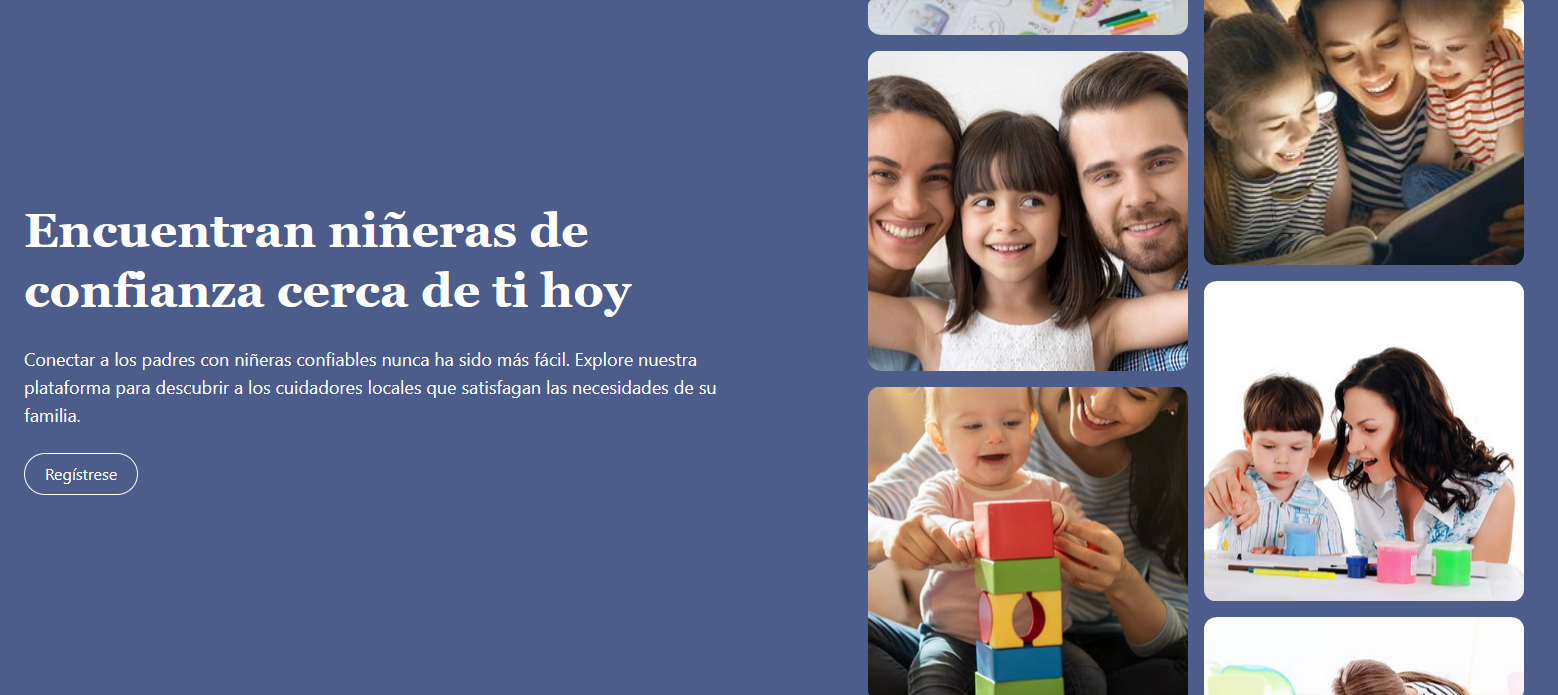 Encuentran niñeras de
confianza cerca de ti hoy
Conectar a los padres con niñeras confiables nunca ha sido más fácil. Explore nuestra
plataforma para descubrir a los cuidadores locales que satisfagan las necesidades de su
familia.
Regístrese